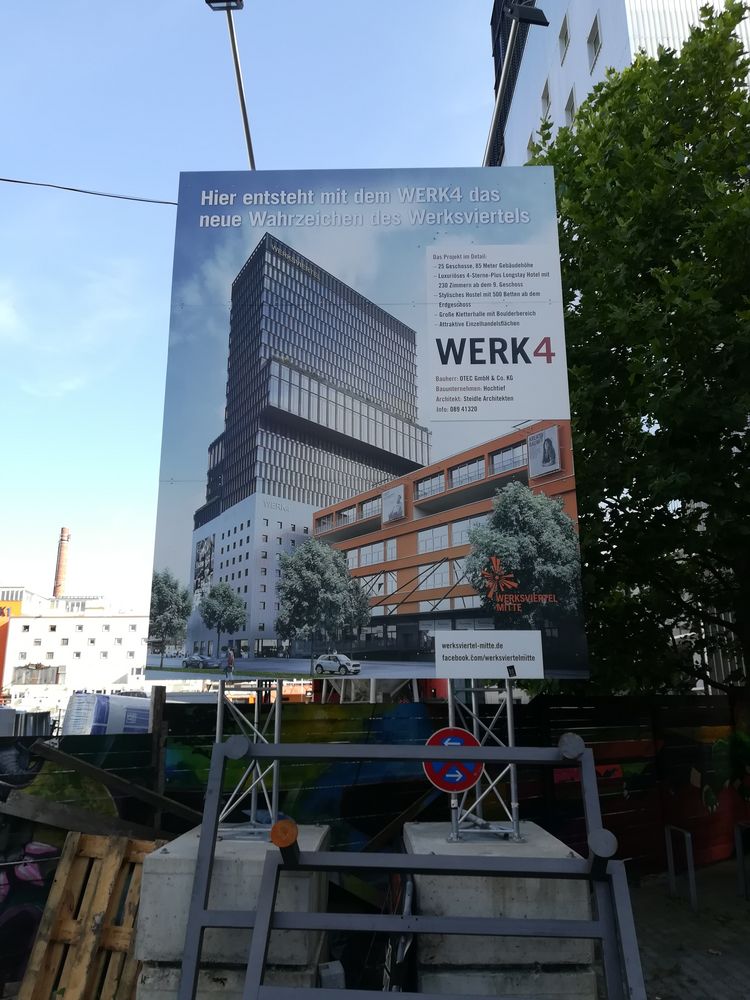 Hier entsteht mit dem WERK4 das
neue Wahrzeichen des Werksviertels
WERKSVIERTEL
Das Projekt im Detail:
- 25 Geschosse, 85 Meter Gebäudehöhe
- Luxuriöses 4-Sterne-Plus Longstay Hotel mit
230 Zimmern ab dem 9. Geschoss
- Stylisches Hostel mit 500 Betten ab dem
Erdgeschoss
- Große Kletterhalle mit Boulderbereich
- Attraktive Einzelhandelsflächen
WERK4
Bauherr: OTEC GmbH & Co. KG
Bauunternehmen: Hochtief
Architekt: Steidle Architekten
Info: 089 41320
WERK4
WERKSVIERTEL
MITTE
werksviertel-mitte.de
facebook.com/werksviertelmitte